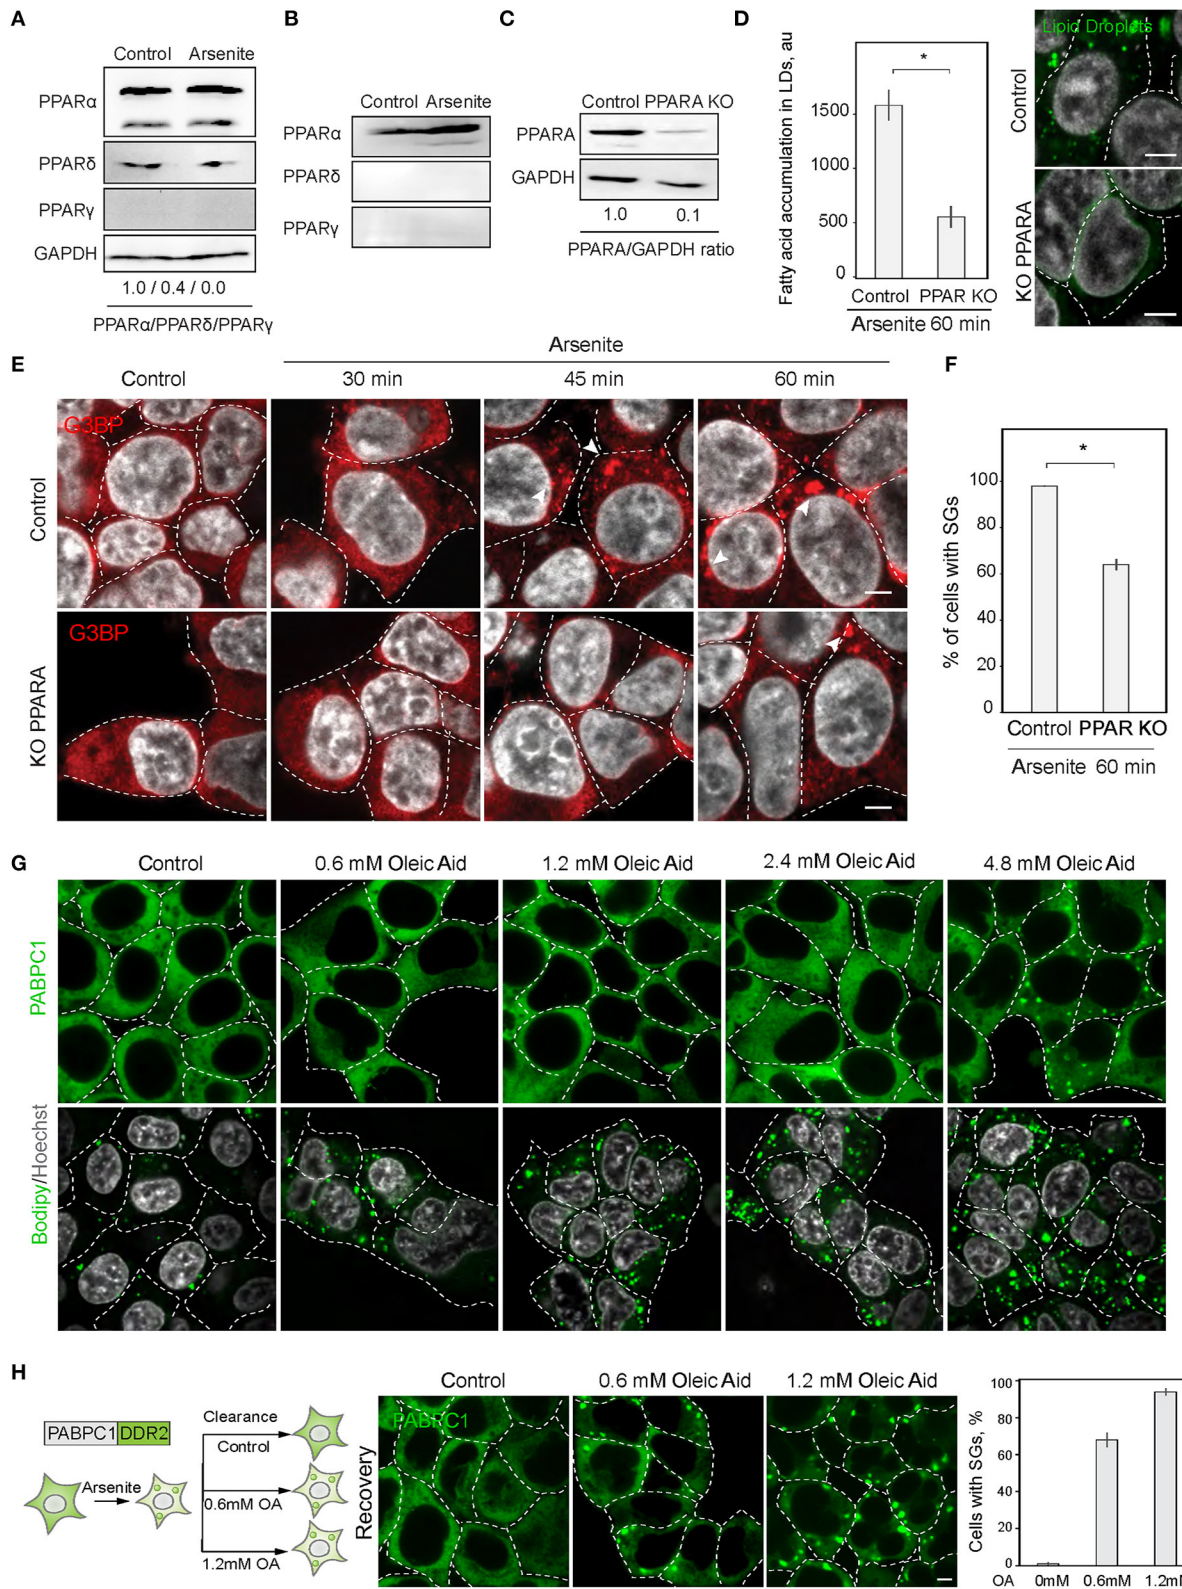 A
Control Arsenite
PPARα
PPARδ
PPARγ
GAPDH
1.0 / 0.4 / 0.0
PPARα/PPARδ/PPARγ
B
Control Arsenite
PPARα
PPARδ
PPARγ
C
Control PPARA KO
PPARA
GAPDH
1.0 0.1
PPARA/GAPDH ratio
D
Fatty acid accumulation in LDs, au
1500
1000
500
0
*
Control PPAR KO
Arsenite 60 min
Lipid Droplets
Control
KO PPARA
E
Arsenite
Control 30 min 45 min 60 min
G3BP
Control
G3BP
KO PPARA
F
% of cells with SGs
100
80
60
40
20
0
*
Control PPAR KO
Arsenite 60 min
G
Control 0.6 mM Oleic Aid 1.2 mM Oleic Aid 2.4 mM Oleic Aid 4.8 mM Oleic Aid
PABPC1
Bodipy/Hoechst
H
PABPC1 DDR2
Arsenite
Clearance
Control
0.6mM OA
1.2mM OA
Recovery
Control 0.6 mM Oleic Aid 1.2 mM Oleic Aid
PABPC1
Cells with SGs, %
100
80
60
40
20
0
OA 0mM 0.6mM 1.2mM